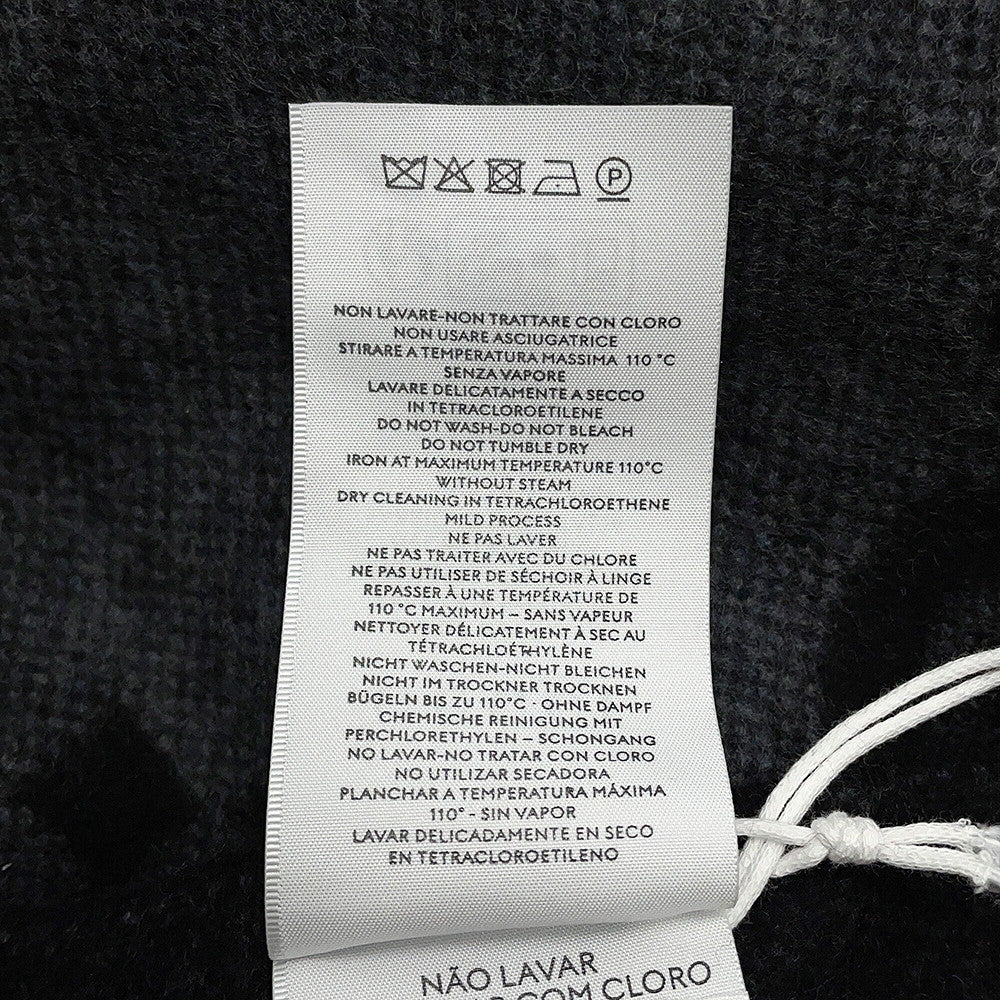 P
NON LAVARE-NON TRATTARE CON CLORO
NON USARE ASCIUGATRICE
STIRARE A TEMPERATURA MASSIMA 110 °C
SENZA VAPORE
LAVARE DELICATAMENTE A SECCO
IN TETRACLOROETILENE
DO NOT WASH-DO NOT BLEACH
DO NOT TUMBLE DRY
IRON AT MAXIMUM TEMPERATURE 110°C
WITHOUT STEAM
DRY CLEANING IN TETRACHLOROETHENE
MILD PROCESS
NE PAS LAVER
NE PAS TRAITER AVEC DU CHLORE
NE PAS UTILISER DE SÉCHOIR À LINGE
REPASSER À UNE TEMPÉRATURE DE
110 °C MAXIMUM – SANS VAPEUR
NETTOYER DÉLICATEMENT À SEC AU
TÉTRACHLOÉTHYLÈNE
NICHT WASCHEN-NICHT BLEICHEN
NICHT IM TROCKNER TROCKNEN
BÜGELN BIS ZU 110°C - OHNE DAMPF
CHEMISCHE REINIGUNG MIT
PERCHLORETHYLEN – SCHONGANG
NO LAVAR-NO TRATAR CON CLORO
NO UTILIZAR SECADORA
PLANCHAR A TEMPERATURA MÁXIMA
110° - SIN VAPOR
LAVAR DELICADAMENTE EN SECO
EN TETRACLOROETILENO
NÃO LAVAR
COM CLORO